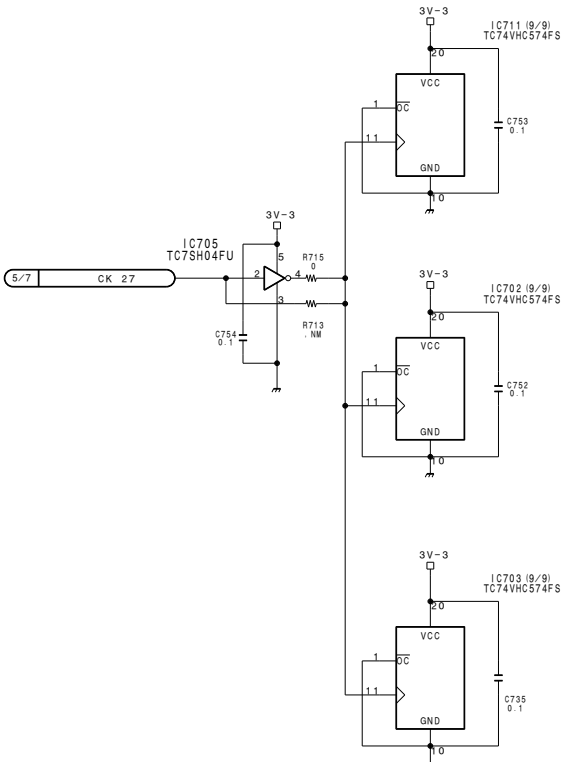 3V-3
IC711 (9/9)
TC74VHC574FS
20
VCC
1
OC
11
C753
0.1
GND
10
3V-3
IC705
TC7SH04FU
5
R715
0
5/7
CK 27
2
4
3
R713
.NM
C754
0.1
3V-3
IC702 (9/9)
TC74VHC574FS
20
VCC
1
OC
11
C752
0.1
GND
10
3V-3
IC703 (9/9)
TC74VHC574FS
20
VCC
1
OC
11
C735
0.1
GND
10